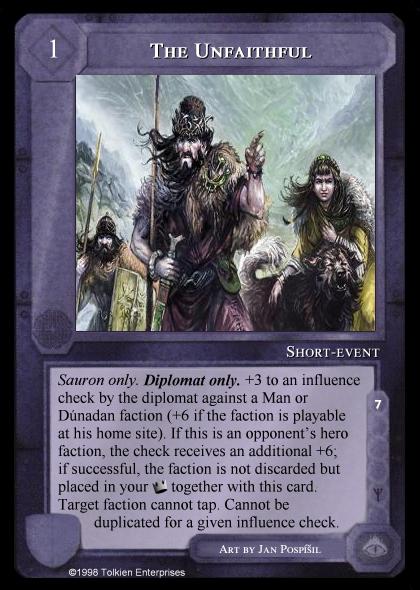 1
The Unfaithful
Short-event
Sauron only. Diplomat only. +3 to an influence
check by the diplomat against a Man or
Dúnadan faction (+6 if the faction is playable
at his home site). If this is an opponent's hero
faction, the check receives an additional +6;
if successful, the faction is not discarded but
placed in your together with this card.
Target faction cannot tap. Cannot be
duplicated for a given influence check.
7
Art by Jan Pospíšil
©1998 Tolkien Enterprises